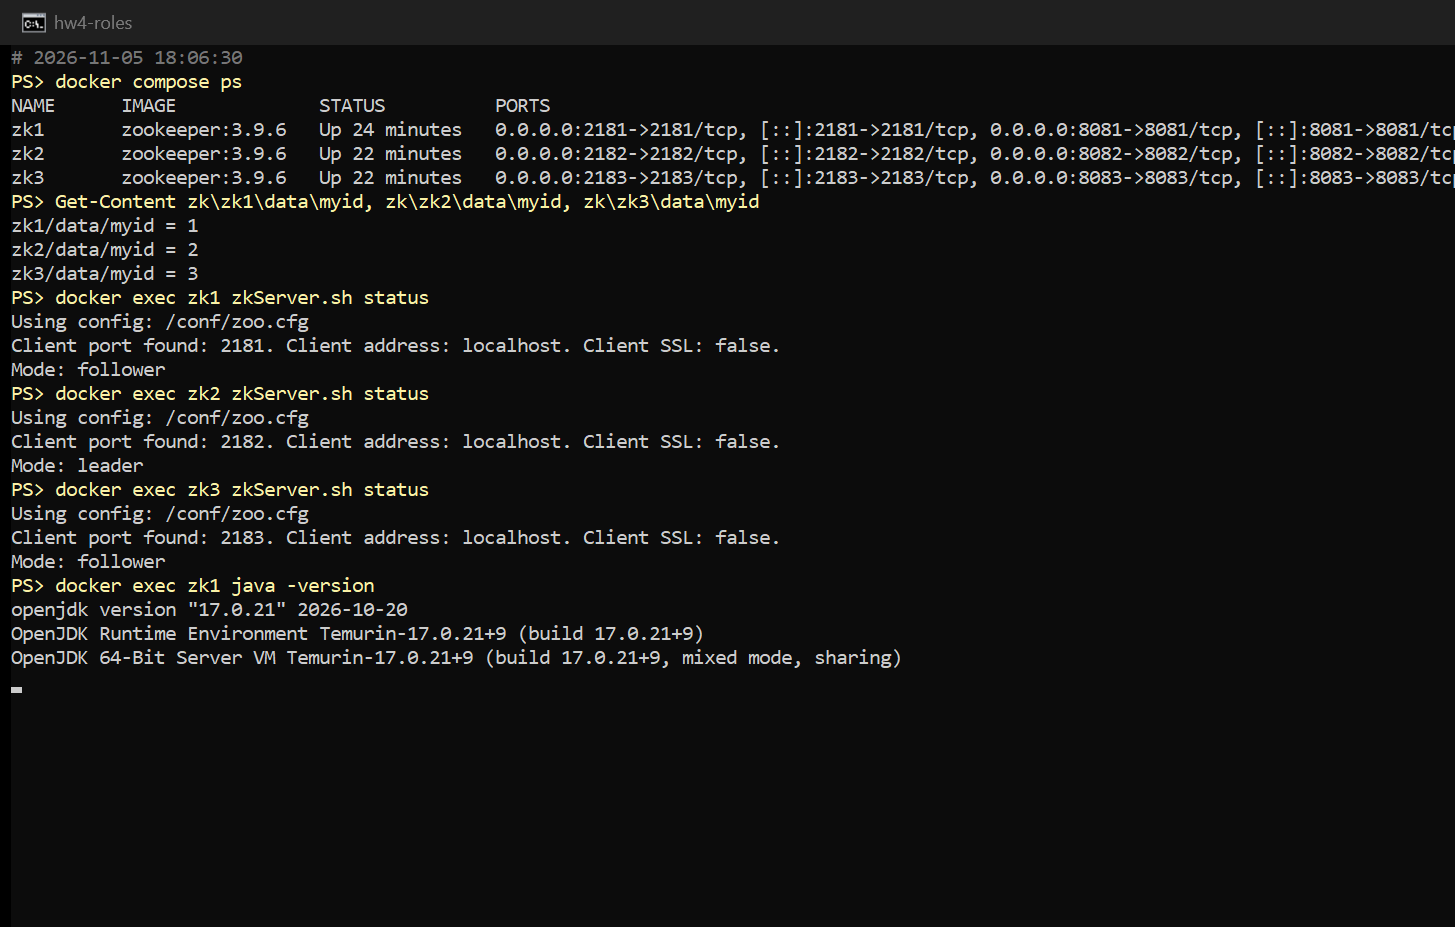 hw4-roles
# 2026-11-05 18:06:30
PS> docker compose ps
NAME      IMAGE             STATUS          PORTS
zk1       zookeeper:3.9.6   Up 24 minutes   0.0.0.0:2181->2181/tcp, [::]:2181->2181/tcp, 0.0.0.0:8081->8081/tcp, [::]:8081->8081/tcp
zk2       zookeeper:3.9.6   Up 22 minutes   0.0.0.0:2182->2182/tcp, [::]:2182->2182/tcp, 0.0.0.0:8082->8082/tcp, [::]:8082->8082/tcp
zk3       zookeeper:3.9.6   Up 22 minutes   0.0.0.0:2183->2183/tcp, [::]:2183->2183/tcp, 0.0.0.0:8083->8083/tcp, [::]:8083->8083/tcp
PS> Get-Content zk\zk1\data\myid, zk\zk2\data\myid, zk\zk3\data\myid
zk1/data/myid = 1
zk2/data/myid = 2
zk3/data/myid = 3
PS> docker exec zk1 zkServer.sh status
Using config: /conf/zoo.cfg
Client port found: 2181. Client address: localhost. Client SSL: false.
Mode: follower
PS> docker exec zk2 zkServer.sh status
Using config: /conf/zoo.cfg
Client port found: 2182. Client address: localhost. Client SSL: false.
Mode: leader
PS> docker exec zk3 zkServer.sh status
Using config: /conf/zoo.cfg
Client port found: 2183. Client address: localhost. Client SSL: false.
Mode: follower
PS> docker exec zk1 java -version
openjdk version "17.0.21" 2026-10-20
OpenJDK Runtime Environment Temurin-17.0.21+9 (build 17.0.21+9)
OpenJDK 64-Bit Server VM Temurin-17.0.21+9 (build 17.0.21+9, mixed mode, sharing)